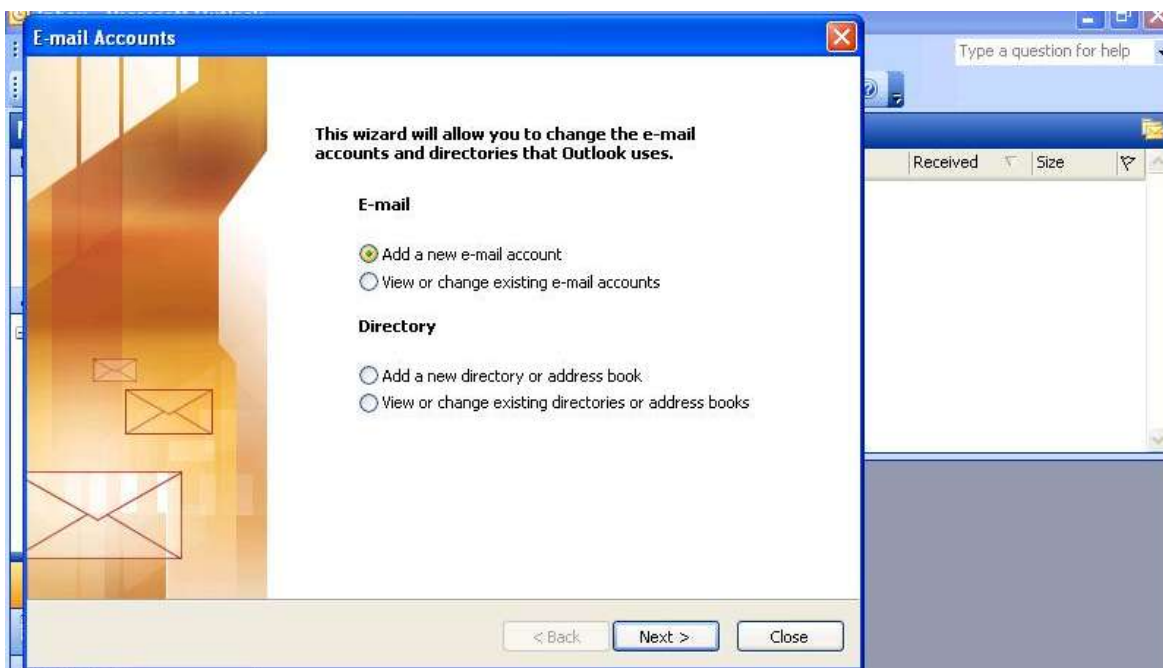 E-mail Accounts
Type a question for help
Received Size
This wizard will allow you to change the e-mail
accounts and directories that Outlook uses.
E-mail
Add a new e-mail account
View or change existing e-mail accounts
Directory
Add a new directory or address book
View or change existing directories or address books
< Back Next > Close